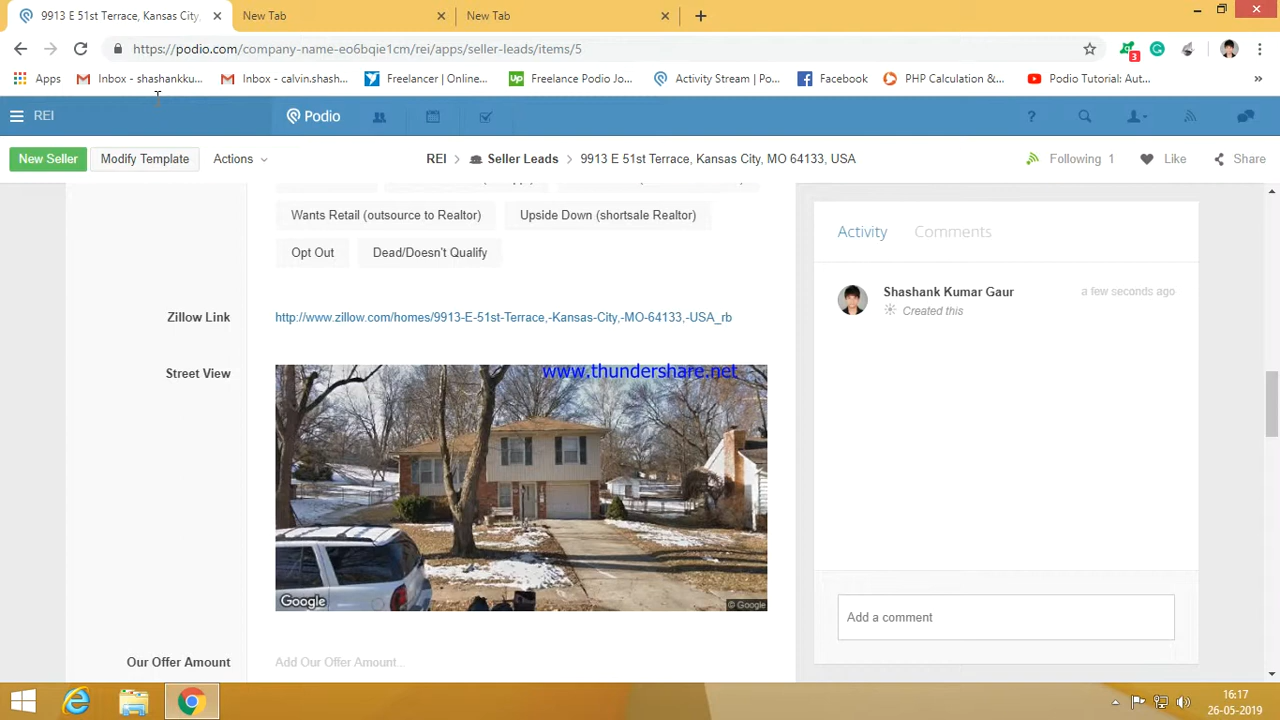 9913 E 51st Terrace, Kansas City,
New Tab
New Tab
https://podio.com/company-name-eo6bqie1cm/rei/apps/seller-leads/items/5
3
Apps
Inbox - shashankku...
Inbox - calvin.shash...
Freelancer | Online...
Up
Freelance Podio Jo...
Activity Stream | Po...
Facebook
PHP Calculation &...
Podio Tutorial: Aut...
REI
Podio
?
New Seller
Modify Template
Actions
REI
Seller Leads
9913 E 51st Terrace, Kansas City, MO 64133, USA
Following 1
Like
Share
Wants Retail (outsource to Realtor)
Upside Down (shortsale Realtor)
Opt Out
Dead/Doesn't Qualify
Zillow Link
http://www.zillow.com/homes/9913-E-51st-Terrace,-Kansas-City,-MO-64133,-USA_rb
Street View
www.thundershare.net
Google
© Google
Our Offer Amount
Add Our Offer Amount...
Activity
Comments
Shashank Kumar Gaur
a few seconds ago
Created this
Add a comment
16:17
26-05-2019